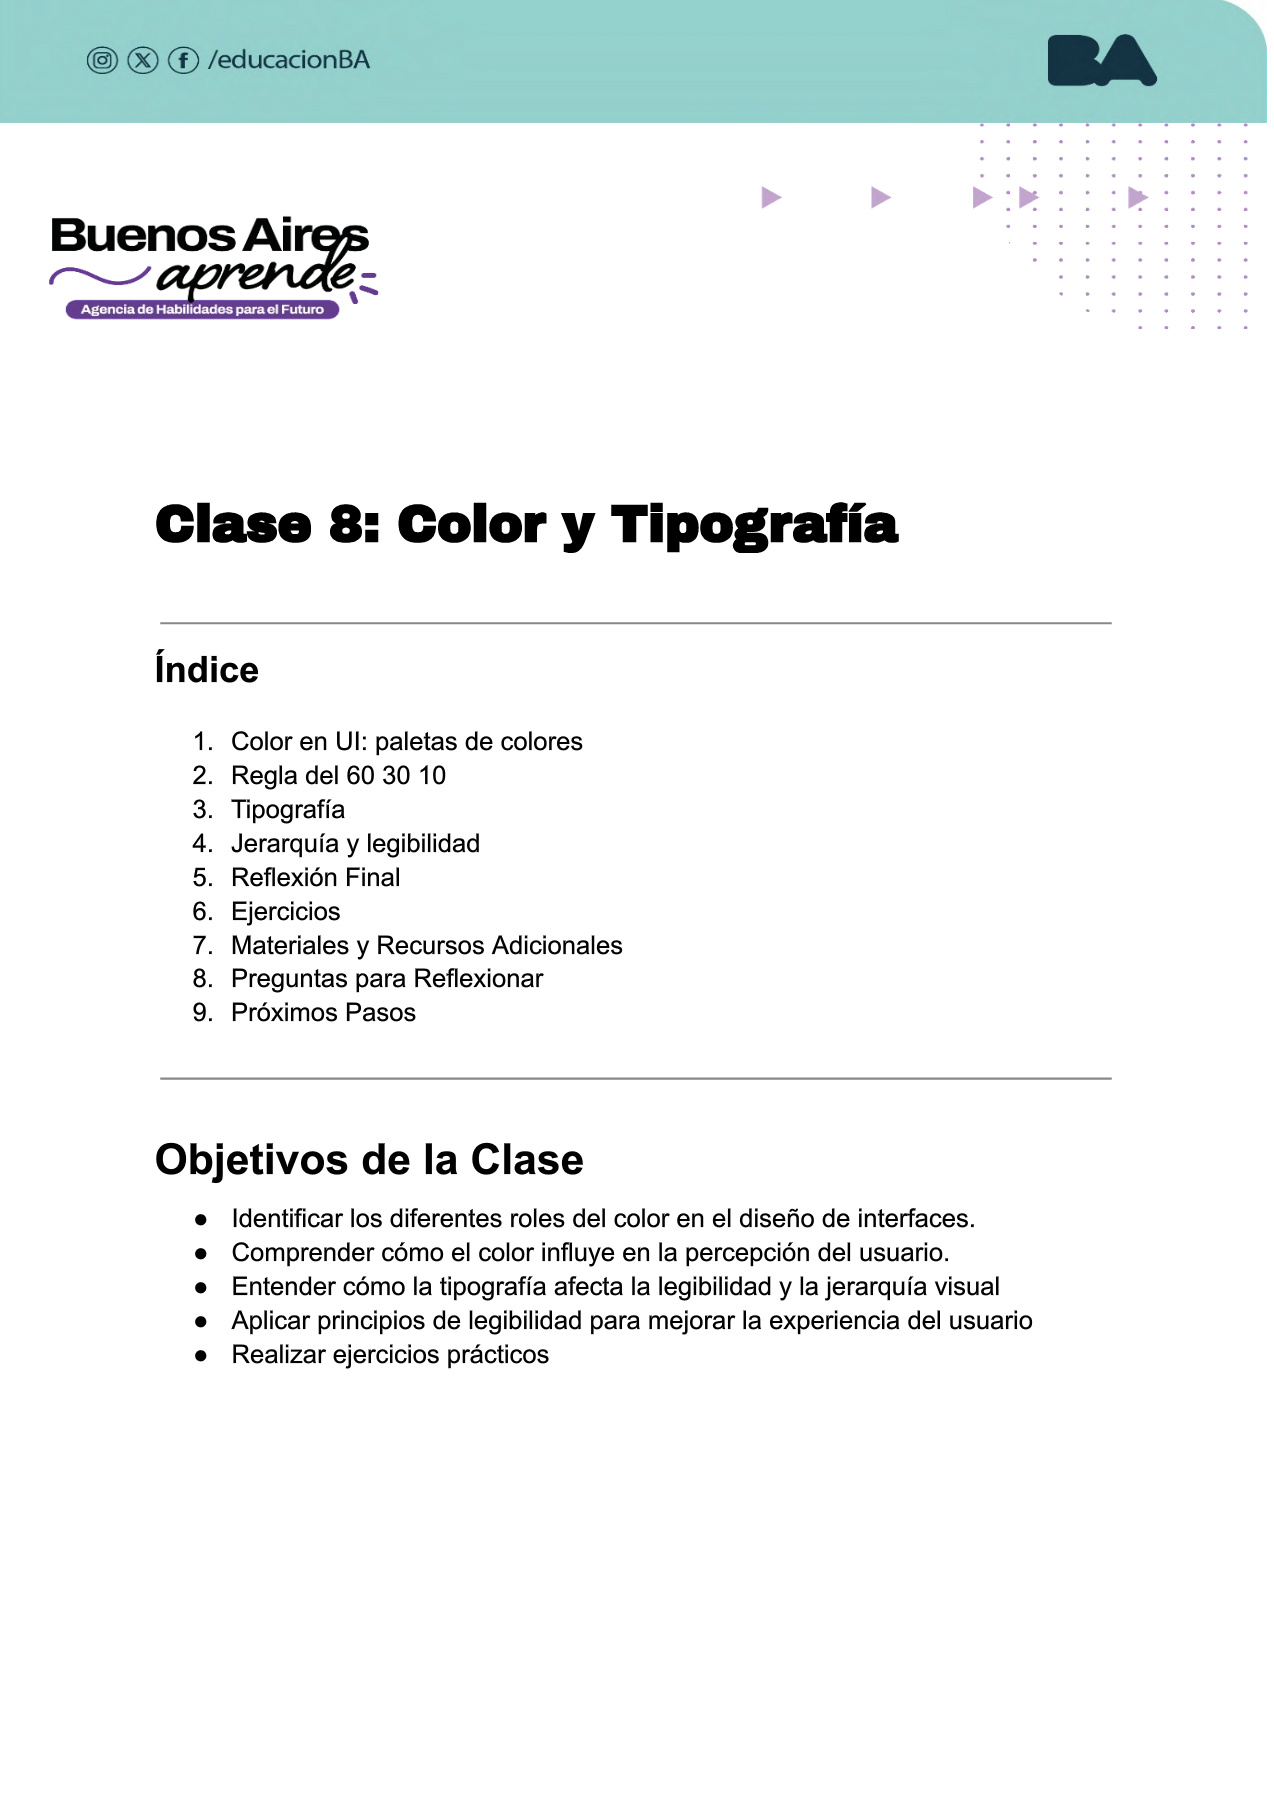 /educacionBA
BA
Buenos Aires
aprende
Agencia de Habilidades para el Futuro
Clase 8: Color y Tipografía
Índice
1. Color en UI: paletas de colores
2. Regla del 60 30 10
3. Tipografía
4. Jerarquía y legibilidad
5. Reflexión Final
6. Ejercicios
7. Materiales y Recursos Adicionales
8. Preguntas para Reflexionar
9. Próximos Pasos
Objetivos de la Clase
● Identificar los diferentes roles del color en el diseño de interfaces.
● Comprender cómo el color influye en la percepción del usuario.
● Entender cómo la tipografía afecta la legibilidad y la jerarquía visual
● Aplicar principios de legibilidad para mejorar la experiencia del usuario
● Realizar ejercicios prácticos